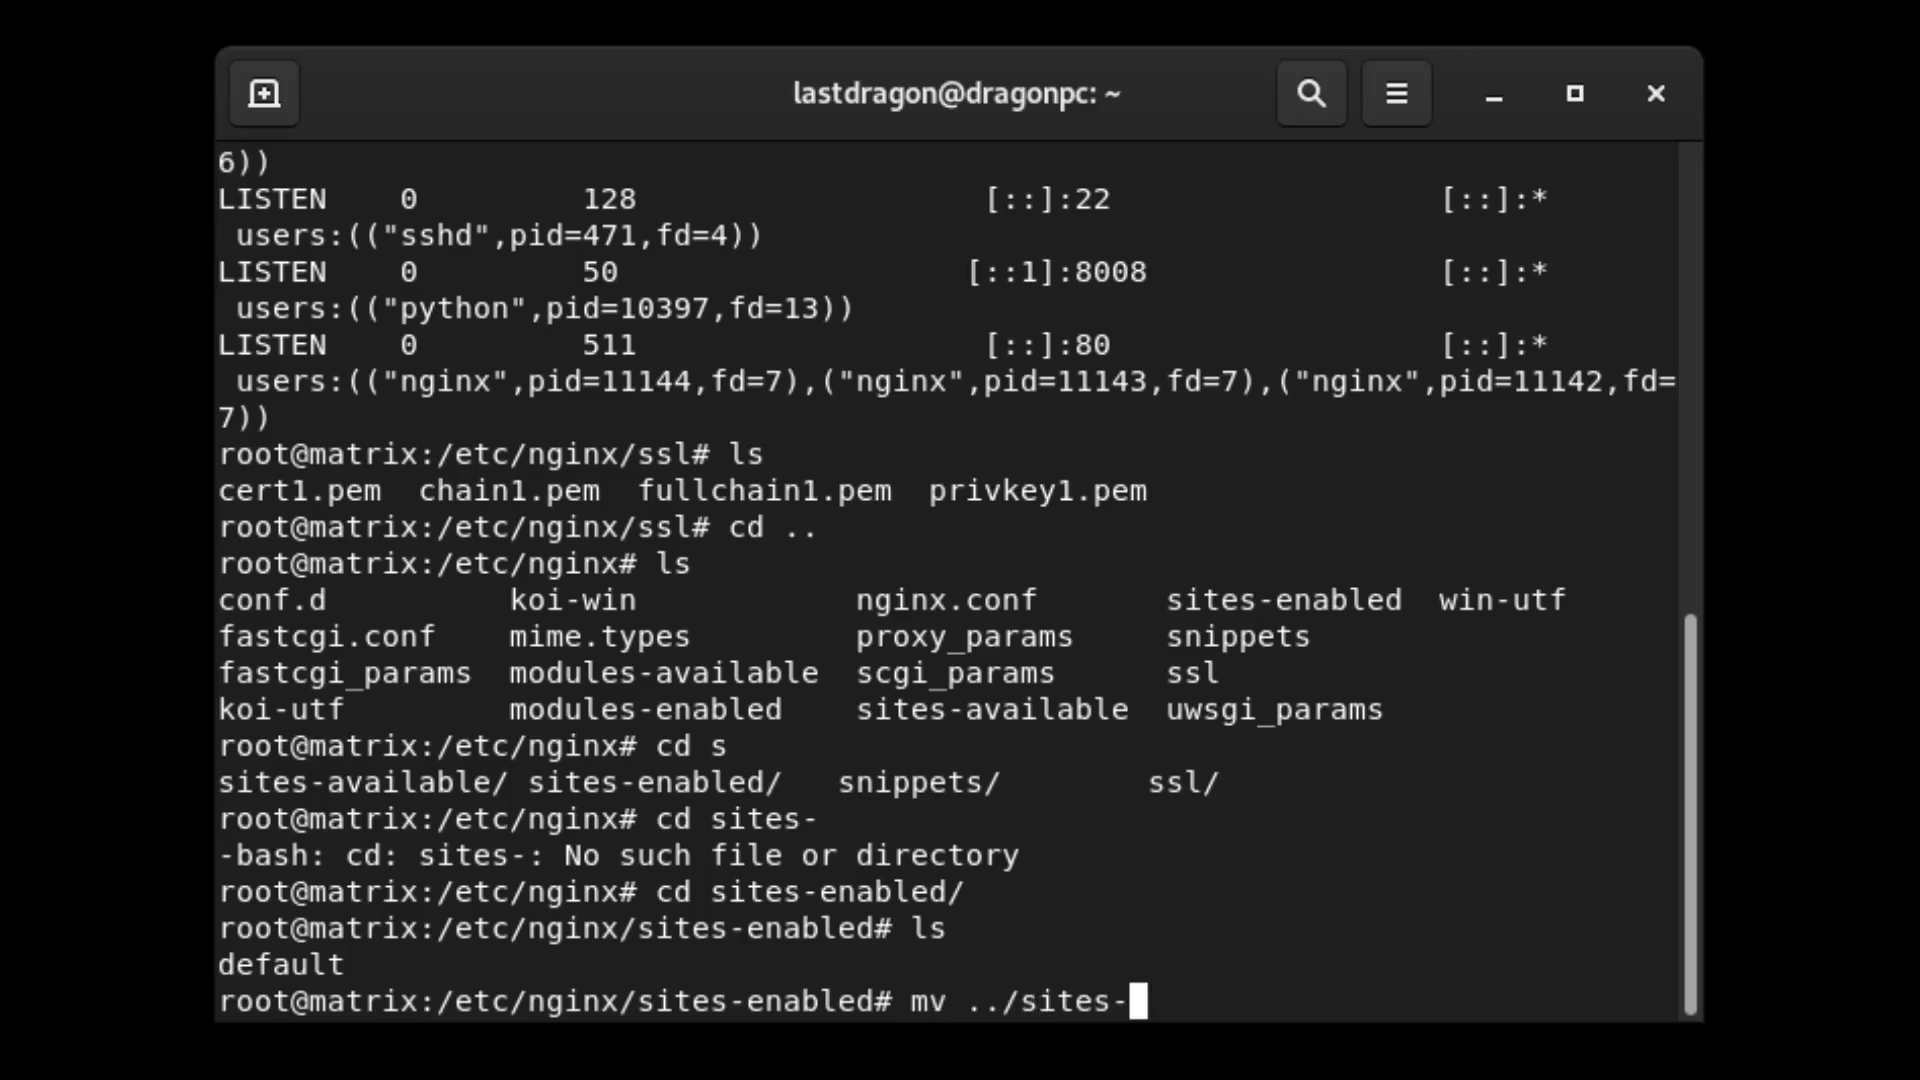 lastdragon@dragonpc: ~
6))
LISTEN    0         128                   [::]:22                  [::]:*
 users:(("sshd",pid=471,fd=4))
LISTEN    0         50                   [::1]:8008                [::]:*
 users:(("python",pid=10397,fd=13))
LISTEN    0         511                   [::]:80                  [::]:*
 users:(("nginx",pid=11144,fd=7),("nginx",pid=11143,fd=7),("nginx",pid=11142,fd=
7))
root@matrix:/etc/nginx/ssl# ls
cert1.pem  chain1.pem  fullchain1.pem  privkey1.pem
root@matrix:/etc/nginx/ssl# cd ..
root@matrix:/etc/nginx# ls
conf.d          koi-win            nginx.conf       sites-enabled  win-utf
fastcgi.conf    mime.types         proxy_params     snippets
fastcgi_params  modules-available  scgi_params      ssl
koi-utf         modules-enabled    sites-available  uwsgi_params
root@matrix:/etc/nginx# cd s
sites-available/ sites-enabled/   snippets/        ssl/
root@matrix:/etc/nginx# cd sites-
-bash: cd: sites-: No such file or directory
root@matrix:/etc/nginx# cd sites-enabled/
root@matrix:/etc/nginx/sites-enabled# ls
default
root@matrix:/etc/nginx/sites-enabled# mv ../sites-